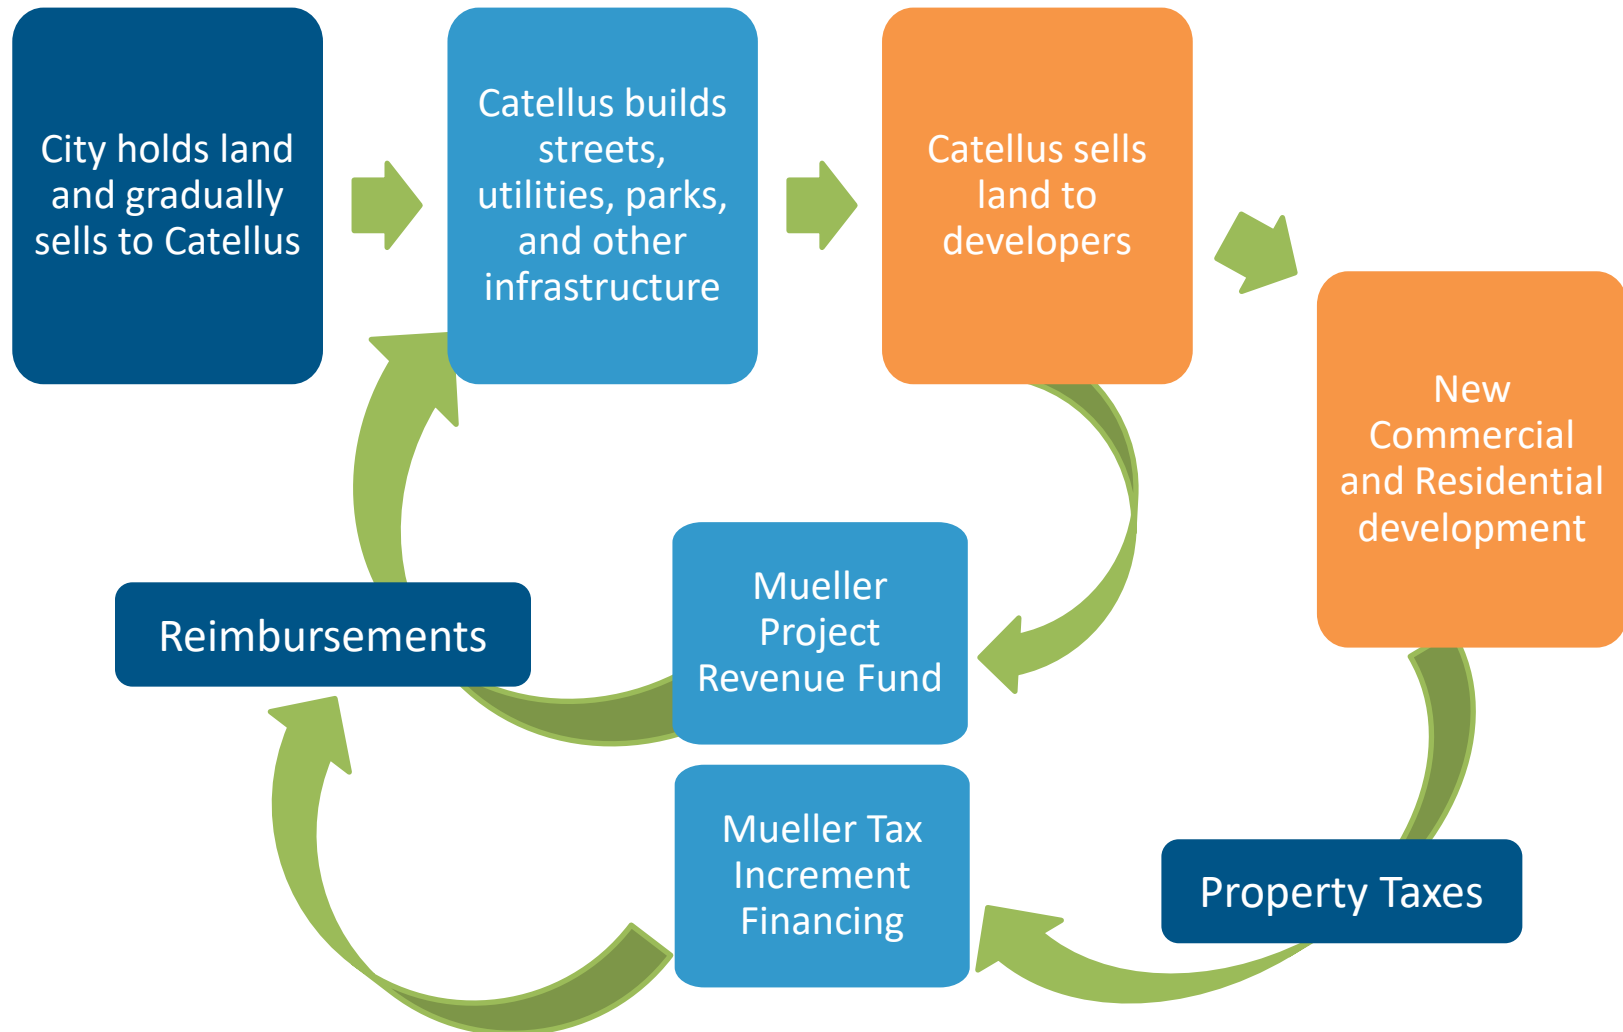 City holds land
and gradually
sells to Catellus
Catellus builds
streets,
utilities, parks,
and other
infrastructure
Catellus sells
land to
developers
New
Commercial
and Residential
development
Mueller
Project
Revenue Fund
Reimbursements
Mueller Tax
Increment
Financing
Property Taxes